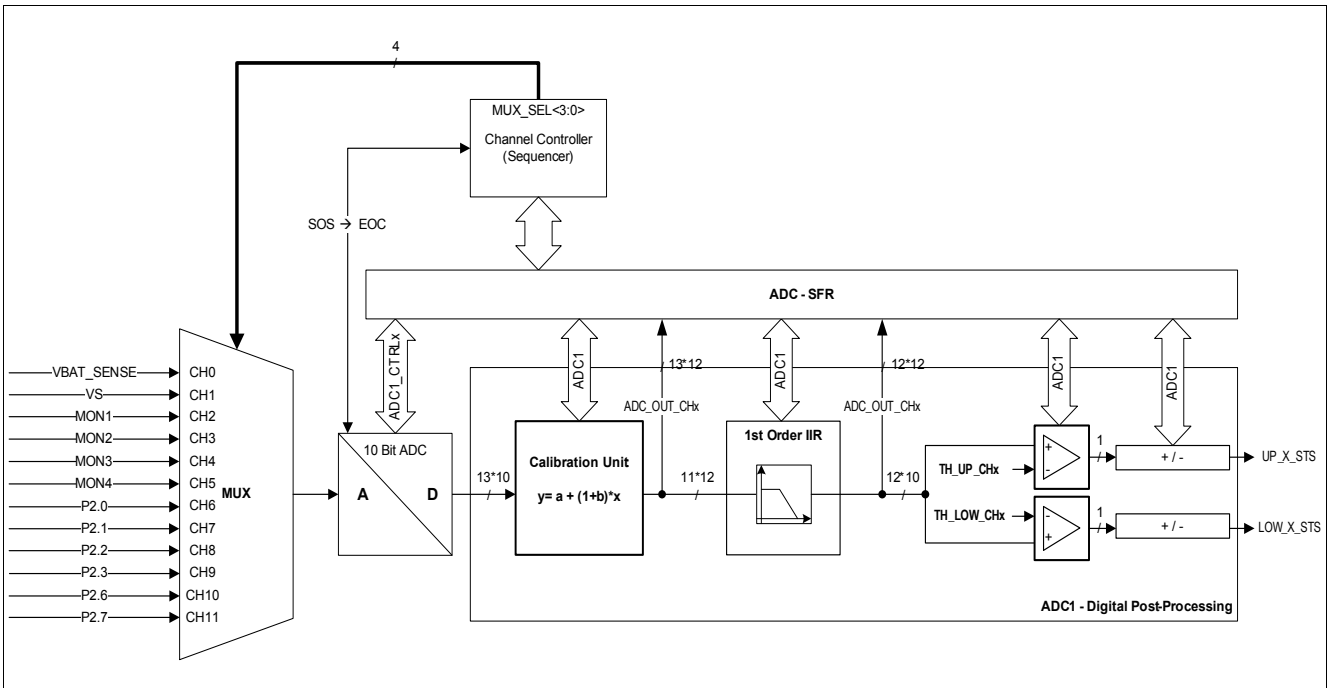 4
MUX_SEL<3:0>
Channel Controller
(Sequencer)
SOS → EOC
ADC - SFR
ADC1_CTRLx
ADC1
13*12
ADC1
12*12
ADC1
ADC1
VBAT_SENSE
CH0
VS
CH1
MON1
CH2
MON2
CH3
MON3
CH4
MON4
CH5
P2.0
CH6
P2.1
CH7
P2.2
CH8
P2.3
CH9
P2.6
CH10
P2.7
CH11
MUX
10 Bit ADC
A
D
13*10
Calibration Unit
y= a + (1+b)*x
ADC_OUT_CHx
11*12
1st Order IIR
ADC_OUT_CHx
12*10
TH_UP_CHx
+
-
1
+ / -
UP_X_STS
TH_LOW_CHx
-
+
1
+ / -
LOW_X_STS
ADC1 - Digital Post-Processing